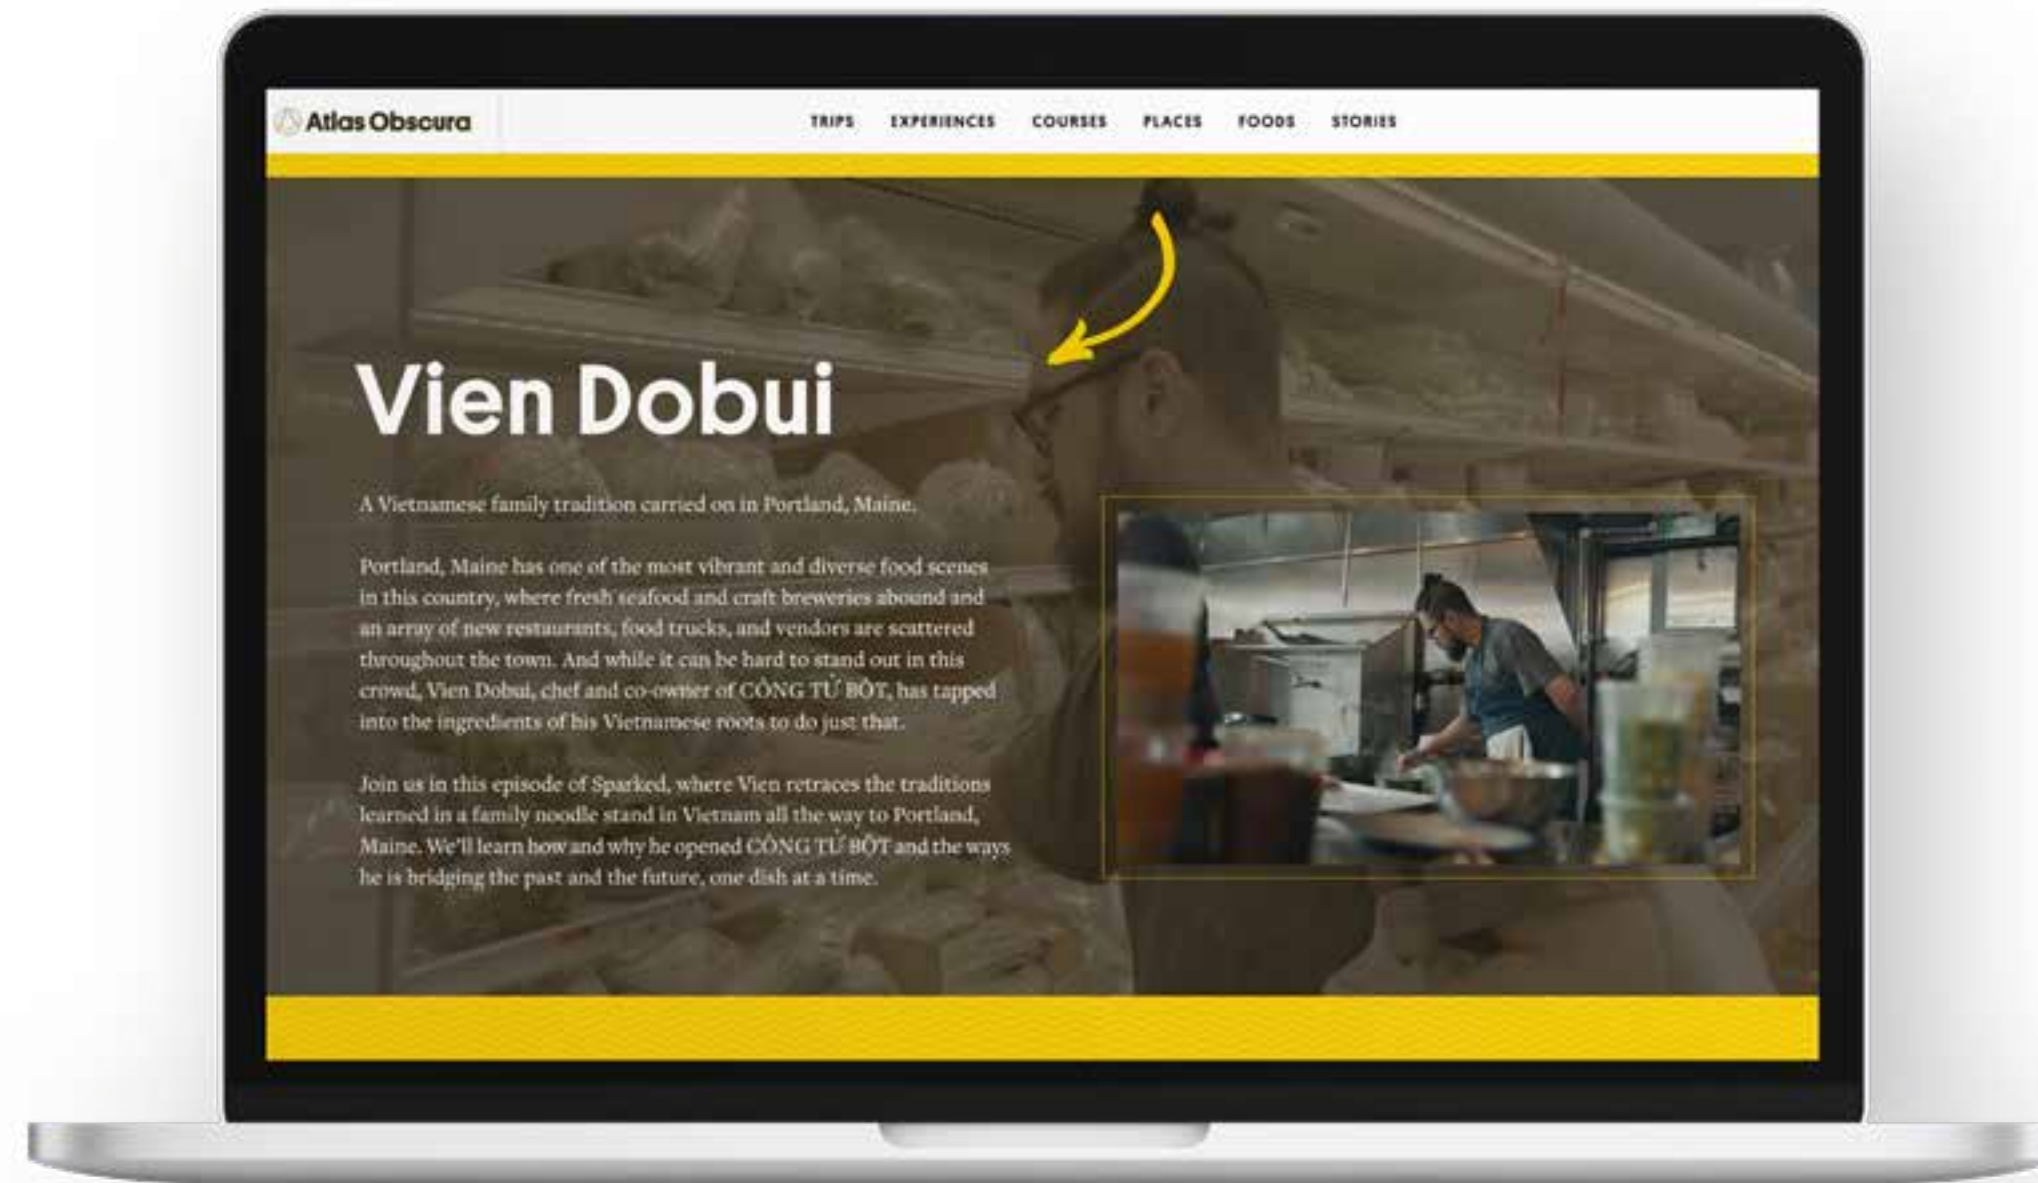 Atlas Obscura
TRIPS EXPERIENCES COURSES PLACES FOODS STORIES
Vien Dobui
A Vietnamese family tradition carried on in Portland, Maine.
Portland, Maine has one of the most vibrant and diverse food scenes
in this country, where fresh seafood and craft breweries abound and
an array of new restaurants, food trucks, and vendors are scattered
throughout the town. And while it can be hard to stand out in this
crowd, Vien Dobui, chef and co-owner of CÔNG TỬ BỘT, has tapped
into the ingredients of his Vietnamese roots to do just that.
Join us in this episode of Sparked, where Vien retraces the traditions
learned in a family noodle stand in Vietnam all the way to Portland,
Maine. We'll learn how and why he opened CÔNG TỬ BỘT and the ways
he is bridging the past and the future, one dish at a time.